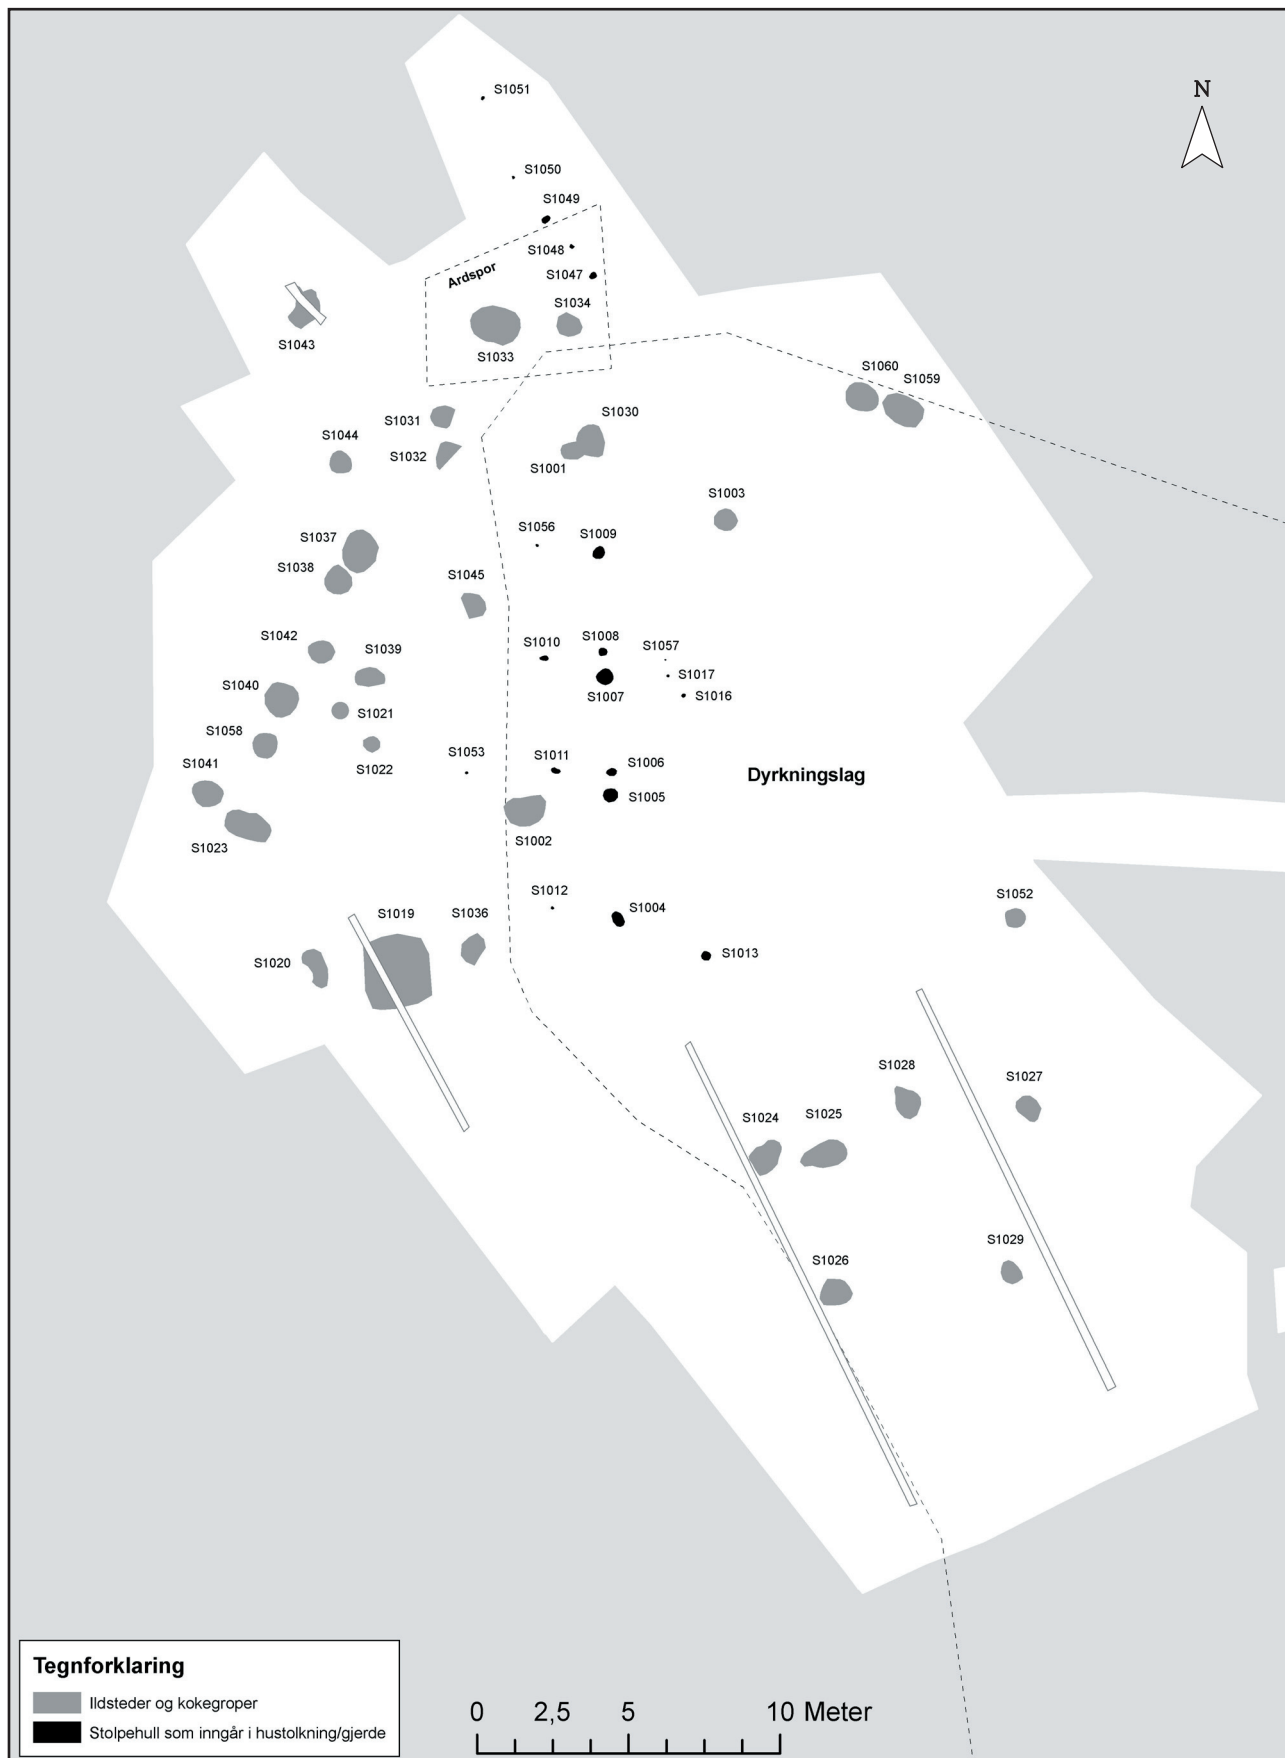 S1051
N
S1050
S1049
S1048
Ardspor
S1047
S1034
S1043
S1033
S1060
S1059
S1031
S1030
S1044
S1032
S1001
S1003
S1056
S1009
S1037
S1038
S1045
S1042
S1039
S1010
S1008
S1057
S1017
S1040
S1007
S1016
S1021
S1058
S1041
S1022
S1053
S1011
S1006
Dyrkningslag
S1005
S1023
S1002
S1012
S1004
S1052
S1019
S1036
S1020
S1013
S1028
S1027
S1024
S1025
S1029
S1026
Tegnforklaring
Ildsteder og kokegroper
Stolpehull som inngår i hustolkning/gjerde
0 2,5 5 10 Meter